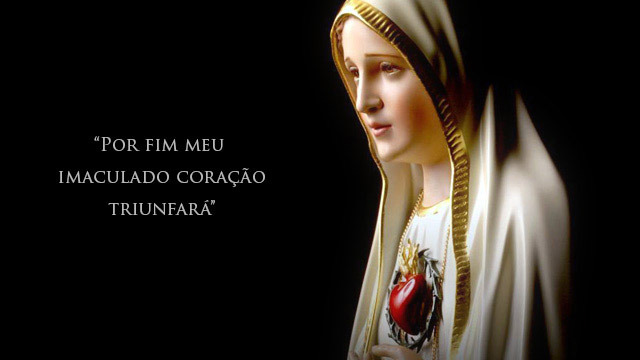 “Por fim meu
imaculado coração
triunfará”